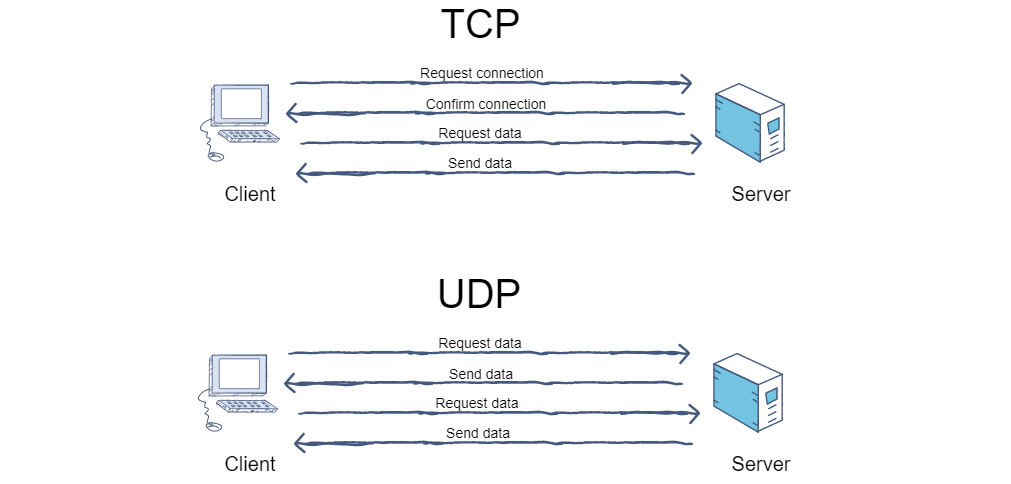 TCP
Request connection
Confirm connection
Request data
Send data
Client
Server
UDP
Request data
Send data
Request data
Send data
Client
Server